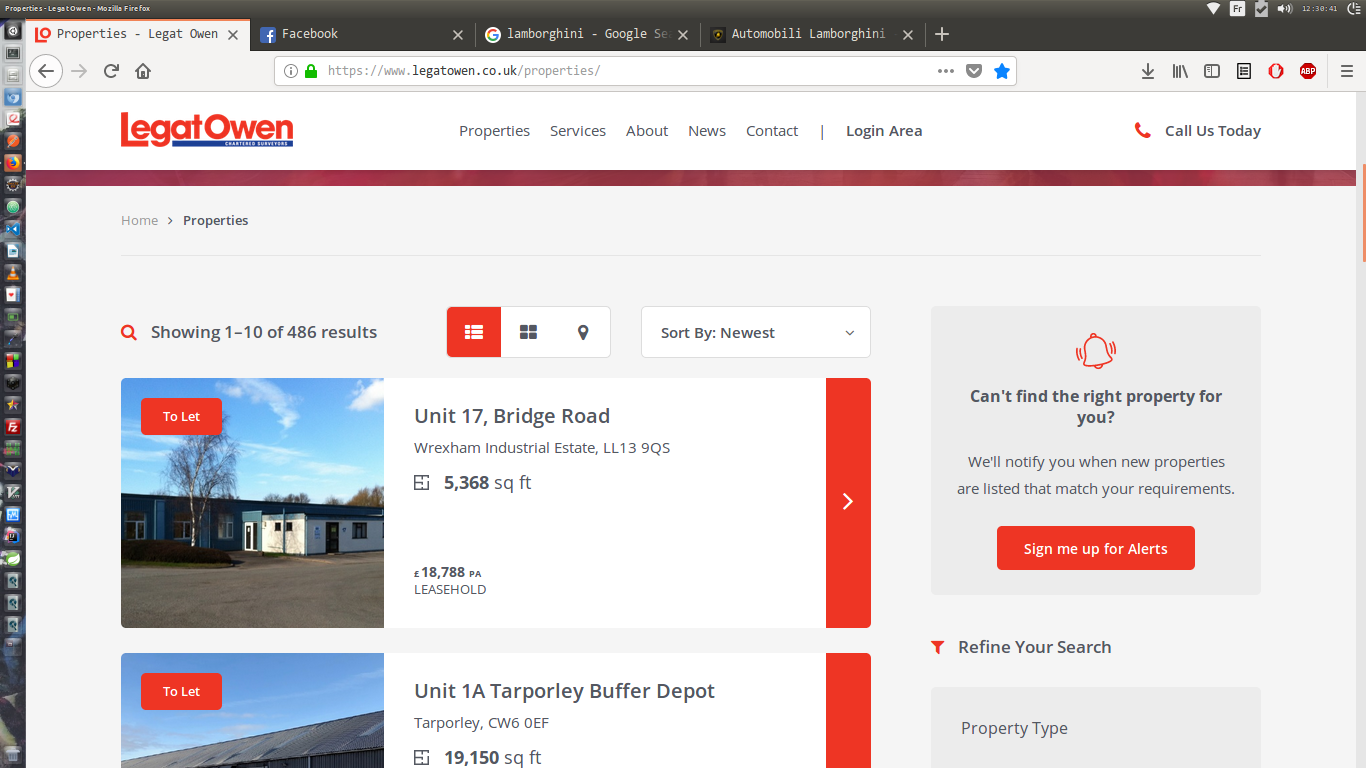 Properties - Legat Owen - Mozilla Firefox
Fr
12:30:41
Properties - Legat Owen
Facebook
lamborghini - Google Se
Automobili Lamborghini
https://www.legatowen.co.uk/properties/
ABP
LegatOwen
CHARTERED SURVEYORS
Properties Services About News Contact | Login Area
Call Us Today
Home > Properties
Showing 1–10 of 486 results
Sort By: Newest
To Let
Unit 17, Bridge Road
Wrexham Industrial Estate, LL13 9QS
5,368 sq ft
£18,788 PA
LEASEHOLD
To Let
Unit 1A Tarporley Buffer Depot
Tarporley, CW6 0EF
19,150 sq ft
Can't find the right property for
you?
We'll notify you when new properties
are listed that match your requirements.
Sign me up for Alerts
Refine Your Search
Property Type